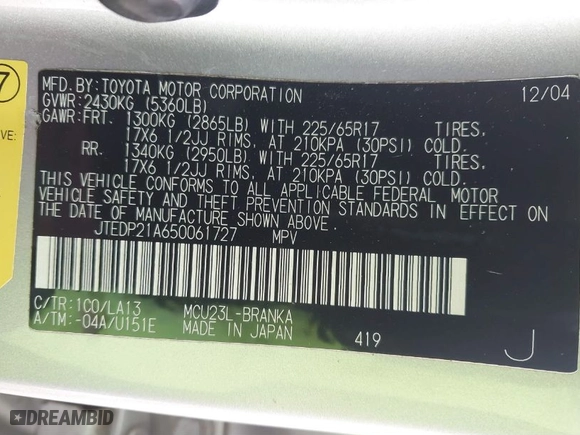 7
VE:
MFD. BY: TOYOTA MOTOR CORPORATION 12/04
GVWR: 2430KG (5360LB)
GAWR: FRT. 1300KG (2865LB) WITH 225/65R17 TIRES,
17X6 1/2JJ RIMS, AT 210KPA (30PSI) COLD.
RR. 1340KG (2950LB) WITH 225/65R17 TIRES,
17X6 1/2JJ RIMS, AT 210KPA (30PSI) COLD.
THIS VEHICLE CONFORMS TO ALL APPLICABLE FEDERAL MOTOR
VEHICLE SAFETY AND THEFT PREVENTION STANDARDS IN EFFECT ON
THE DATE OF MANUFACTURE SHOWN ABOVE.
JTEDP21A650061727 MPV
C/TR: 1C0/LA13 MCU23L-BRANKA
A/TM: -04A/U151E MADE IN JAPAN 419 J
DREAMBID